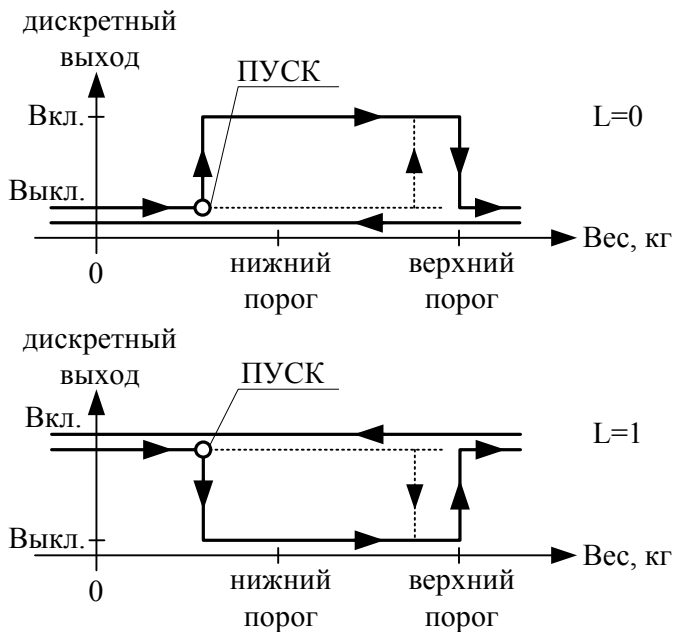 дискретный
выход
ПУСК
Вкл.
L=0
Выкл.
Вес, кг
0
нижний
порог
верхний
порог
дискретный
выход
ПУСК
Вкл.
L=1
Выкл.
Вес, кг
0
нижний
порог
верхний
порог